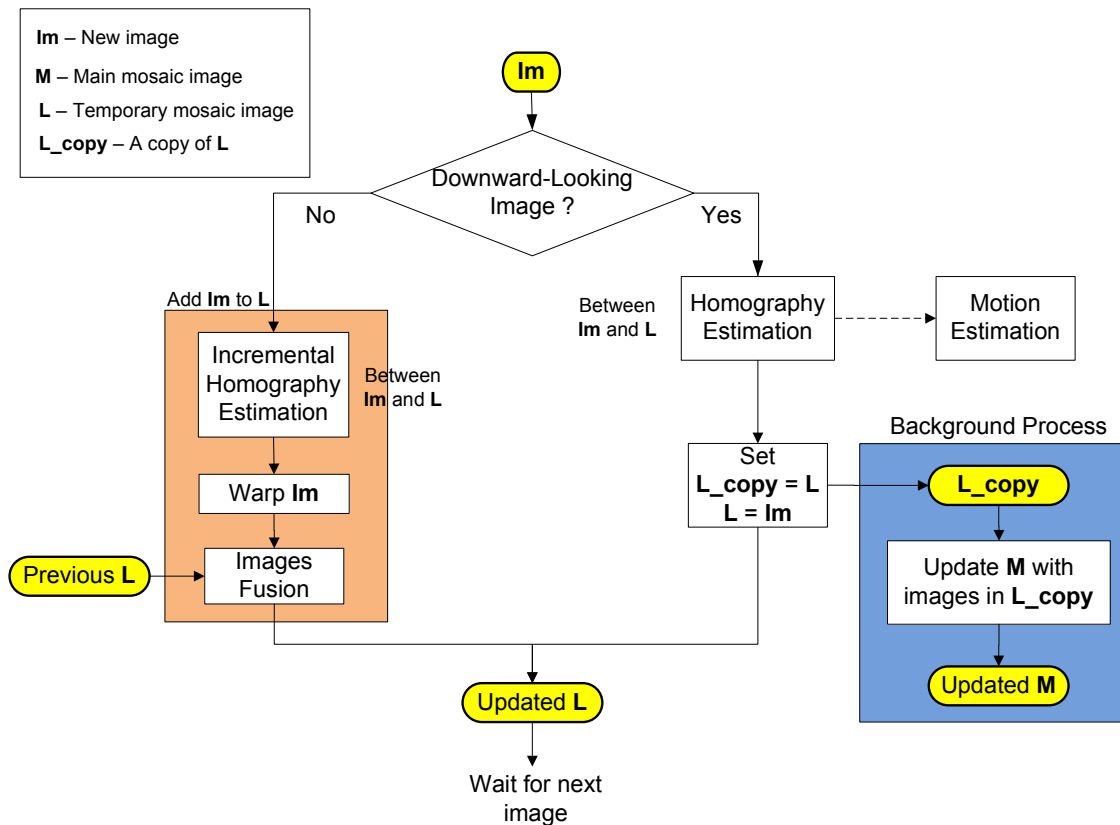 Im – New image
M – Main mosaic image
L – Temporary mosaic image
L_copy – A copy of L
Im
Downward-Looking
Image ?
No
Yes
Add Im to L
Incremental
Homography
Estimation
Between
Im and L
Warp Im
Images
Fusion
Previous L
Between
Im and L
Homography
Estimation
Motion
Estimation
Set
L_copy = L
L = Im
Background Process
L_copy
Update M with
images in L_copy
Updated M
Updated L
Wait for next
image